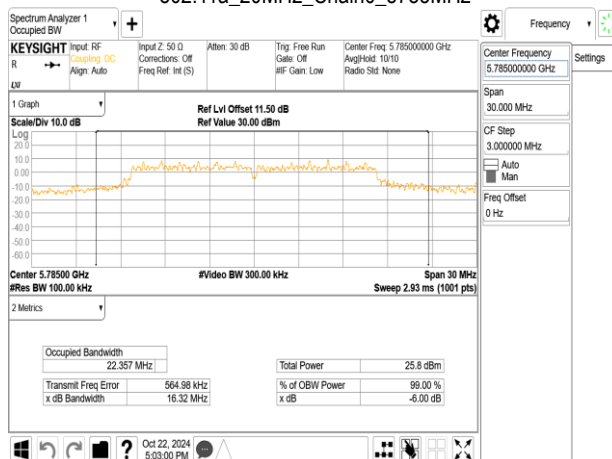 Spectrum Analyzer 1
Occupied BW
Frequency
KEYSIGHT
R
LXI
Input: RF
Coupling: DC
Align: Auto
Input Z: 50 Ω
Corrections: Off
Freq Ref: Int (S)
Atten: 30 dB
Trig: Free Run
Gate: Off
#IF Gain: Low
Center Freq: 5.785000000 GHz
Avg|Hold: 10/10
Radio Std: None
Center Frequency
5.785000000 GHz
Settings
Span
30.000 MHz
CF Step
3.000000 MHz
Auto
Man
Freq Offset
0 Hz
1 Graph
Scale/Div 10.0 dB
Ref Lvl Offset 11.50 dB
Ref Value 30.00 dBm
Log
20.0
10.0
0.00
-10.0
-20.0
-30.0
-40.0
-50.0
-60.0
Center 5.78500 GHz
#Res BW 100.00 kHz
#Video BW 300.00 kHz
Span 30 MHz
Sweep 2.93 ms (1001 pts)
2 Metrics
Occupied Bandwidth
22.357 MHz
Total Power 25.8 dBm
Transmit Freq Error 564.98 kHz
% of OBW Power 99.00 %
x dB Bandwidth 16.32 MHz
x dB -6.00 dB
?
Oct 22, 2024
5:03:00 PM